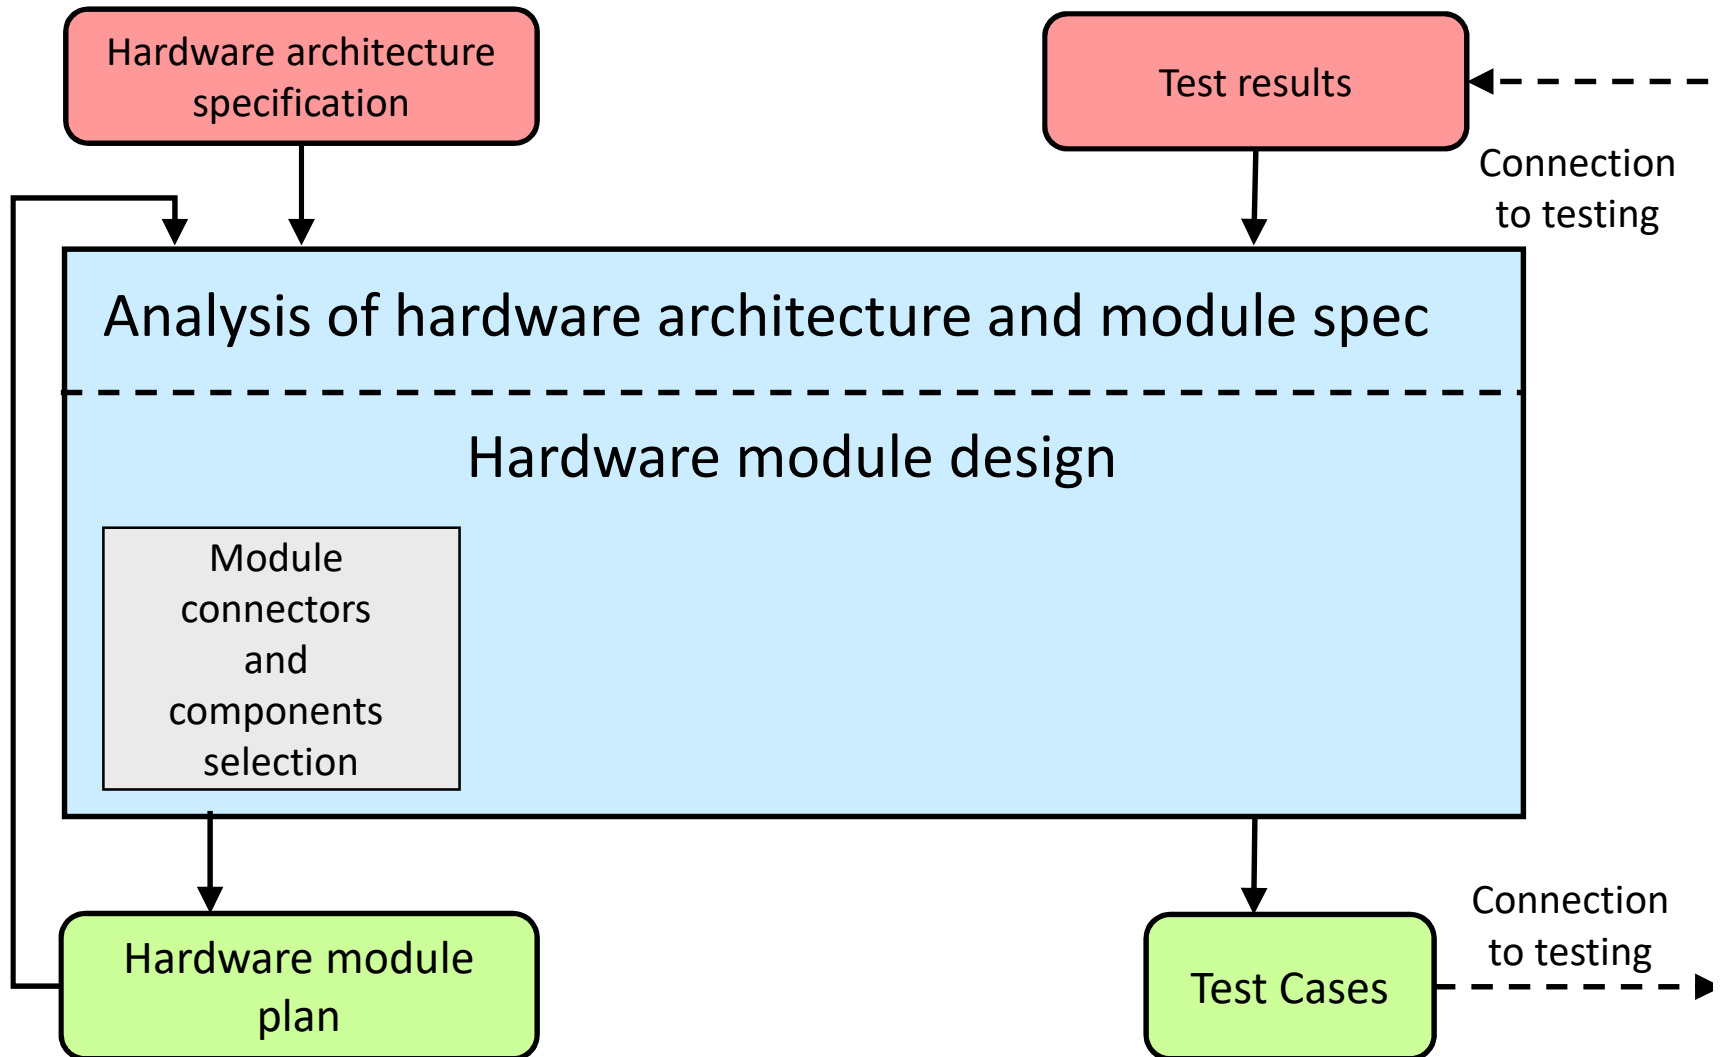 Hardware architecture
specification
Test results
Connection
to testing
Analysis of hardware architecture and module spec
Hardware module design
Module
connectors
and
components
selection
Hardware module
plan
Test Cases
Connection
to testing